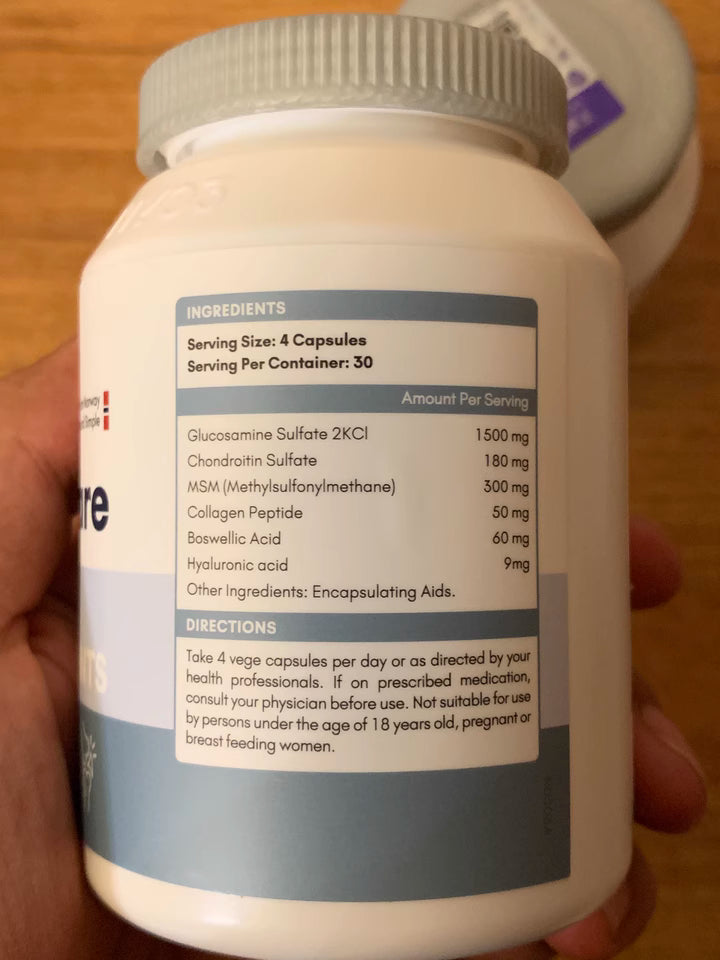 INGREDIENTS
Serving Size: 4 Capsules
Serving Per Container: 30
Amount Per Serving
Glucosamine Sulfate 2KCl 1500 mg
Chondroitin Sulfate 180 mg
MSM (Methylsulfonylmethane) 300 mg
Collagen Peptide 50 mg
Boswellic Acid 60 mg
Hyaluronic acid 9mg
Other Ingredients: Encapsulating Aids.
DIRECTIONS
Take 4 vege capsules per day or as directed by your
health professionals. If on prescribed medication,
consult your physician before use. Not suitable for use
by persons under the age of 18 years old, pregnant or
breast feeding women.